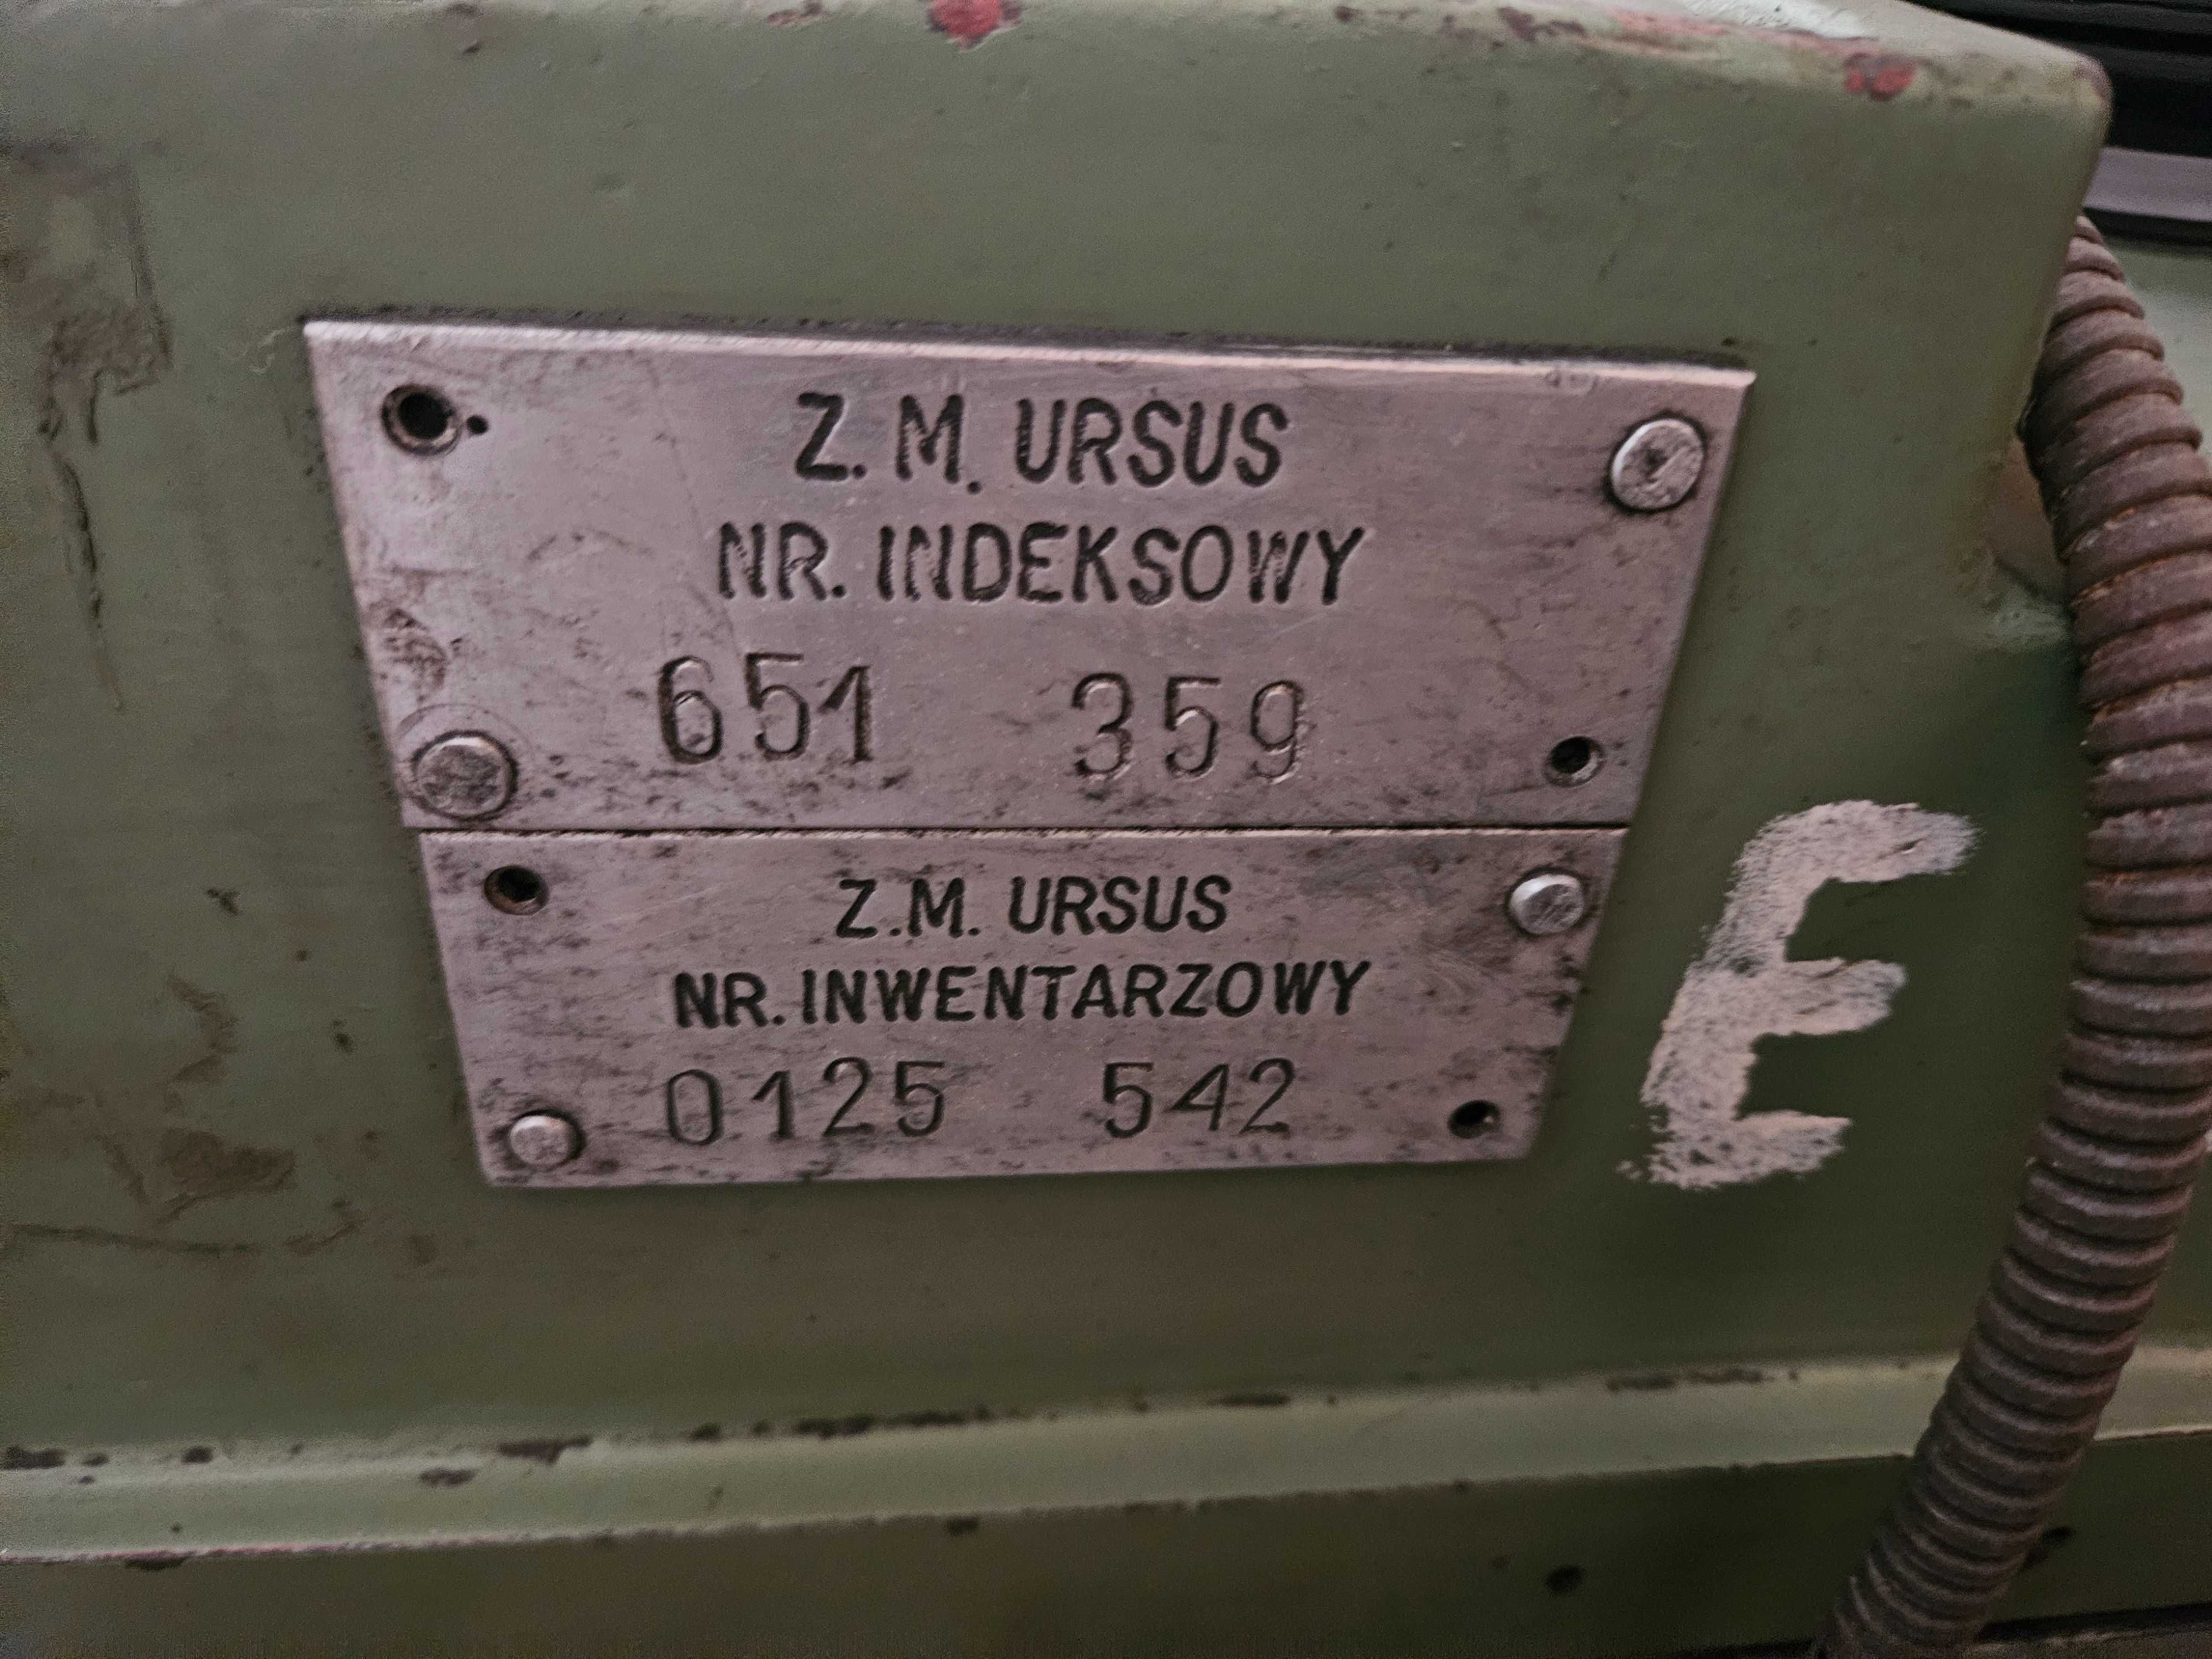 Z. M. URSUS
NR. INDEKSOWY
651 359
Z.M. URSUS
NR. INWENTARZOWY
0125 542
E